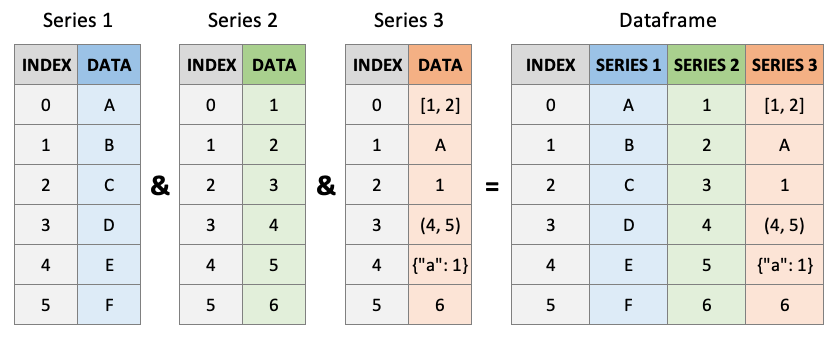 Series 1 Series 2 Series 3 Dataframe
INDEX DATA INDEX DATA INDEX DATA INDEX SERIES 1 SERIES 2 SERIES 3
0 A 0 1 0 [1, 2] 0 A 1 [1, 2]
1 B 1 2 1 A 1 B 2 A
2 C & 2 3 & 2 1 = 2 C 3 1
3 D 3 4 3 (4, 5) 3 D 4 (4, 5)
4 E 4 5 4 {"a": 1} 4 E 5 {"a": 1}
5 F 5 6 5 6 5 F 6 6